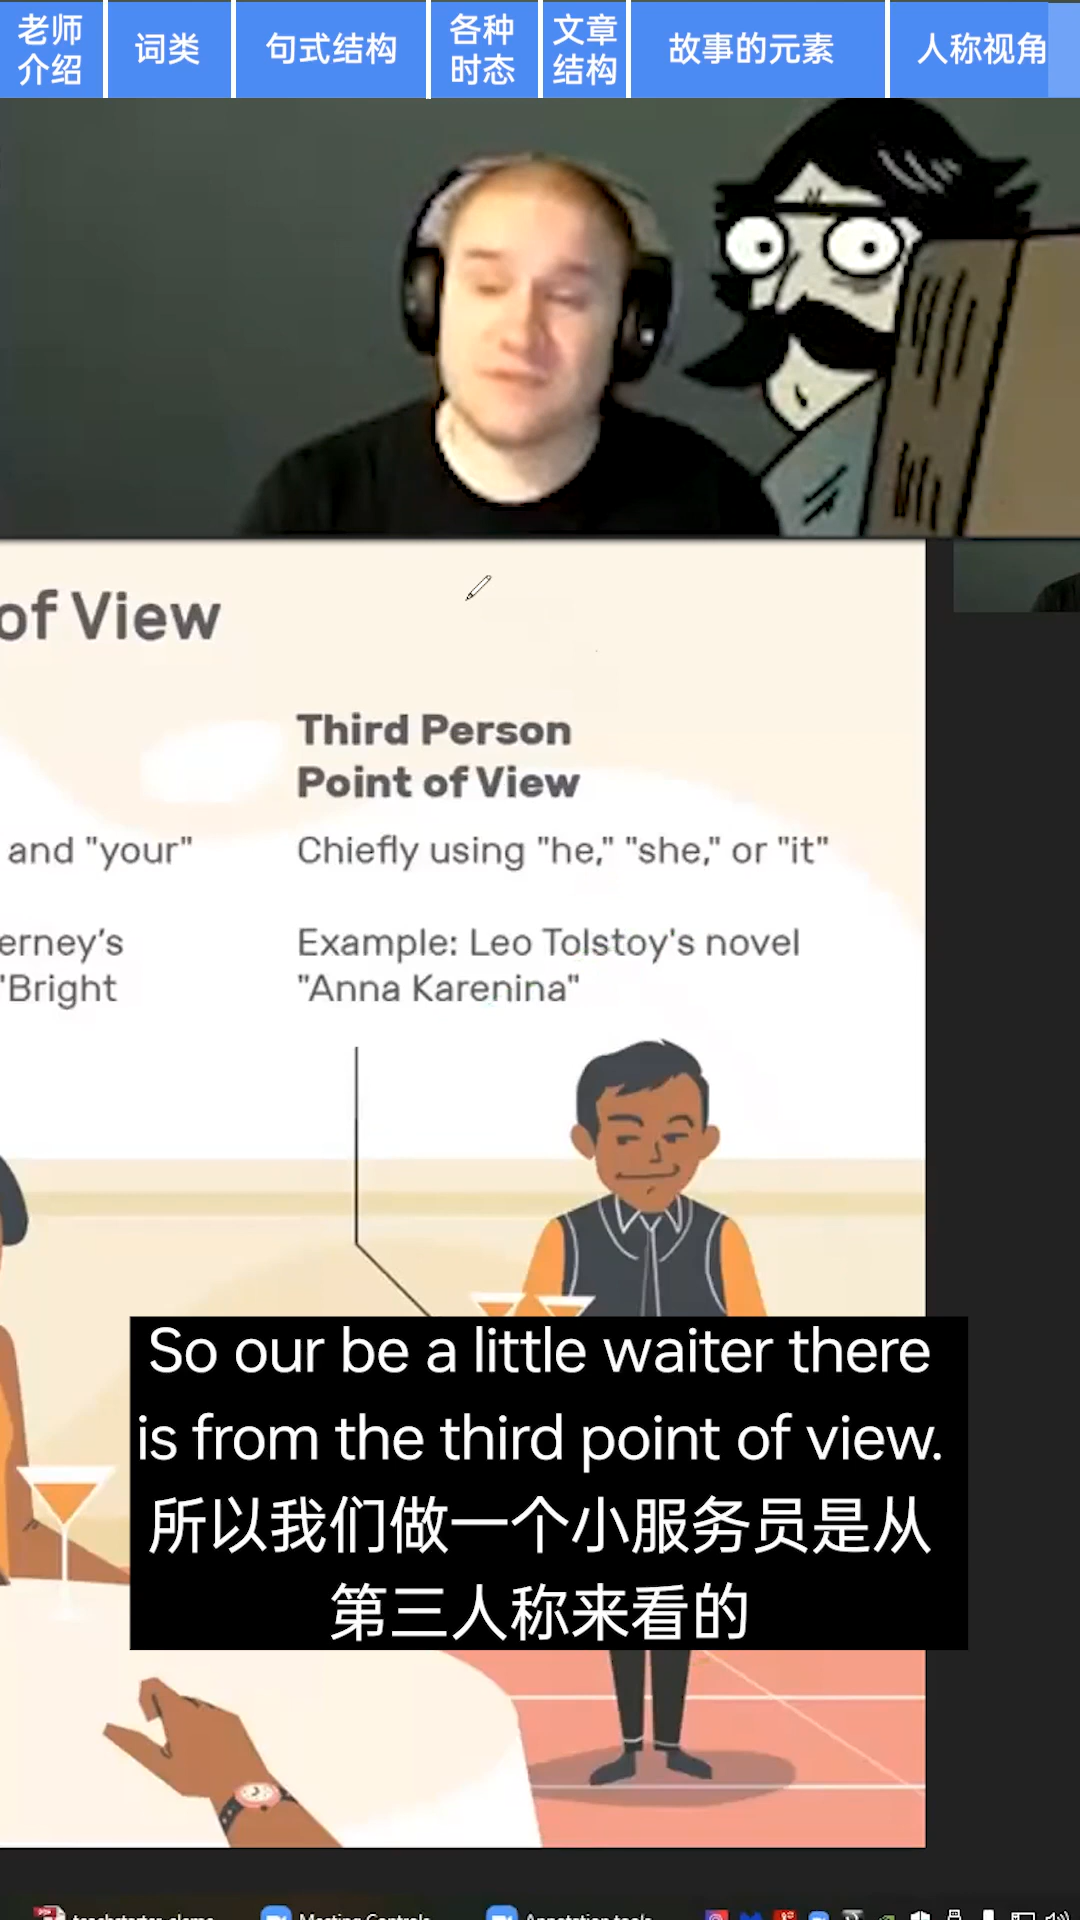 老师
介绍
词类
句式结构
各种
时态
文章
结构
故事的元素
人称视角
of View
Third Person
Point of View
and "your"
Chiefly using "he," "she," or "it"
erney's
"Bright
Example: Leo Tolstoy's novel
"Anna Karenina"
So our be a little waiter there
is from the third point of view.
所以我们做一个小服务员是从
第三人称来看的
Meeting Controls
Annotation tools